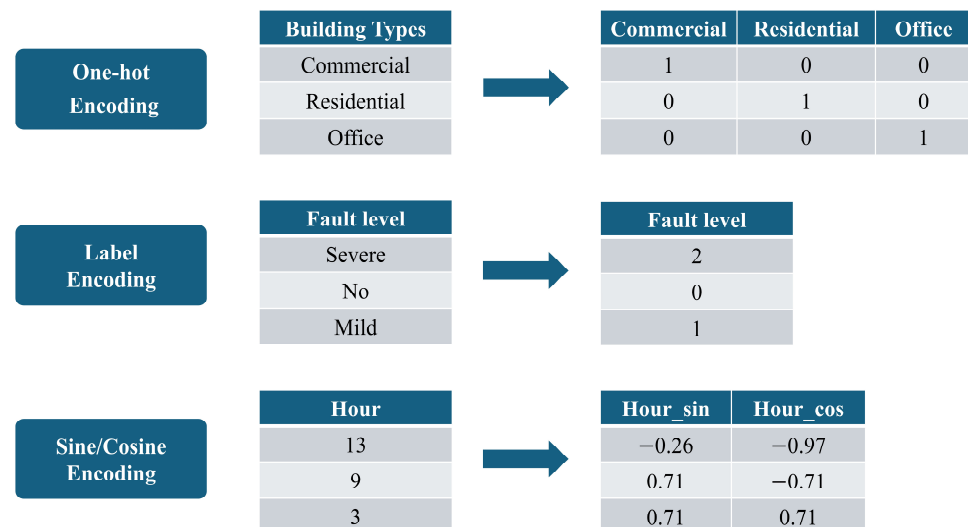 One-hot
Encoding
Building Types
Commercial
Residential
Office
Commercial Residential Office
1 0 0
0 1 0
0 0 1
Label
Encoding
Fault level
Severe
No
Mild
Fault level
2
0
1
Sine/Cosine
Encoding
Hour
13
9
3
Hour_sin Hour_cos
−0.26 −0.97
0.71 −0.71
0.71 0.71